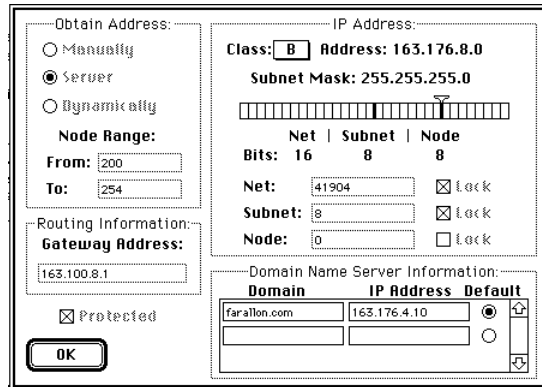 Obtain Address:
Manually
Server
Dynamically
Node Range:
From: 200
To: 254
Routing Information:
Gateway Address:
163.100.8.1
Protected
OK
IP Address:
Class: B Address: 163.176.8.0
Subnet Mask: 255.255.255.0
Net | Subnet | Node
Bits: 16 8 8
Net: 41904 Lock
Subnet: 8 Lock
Node: 0 Lock
Domain Name Server Information:
Domain IP Address Default
farallon.com 163.176.4.10